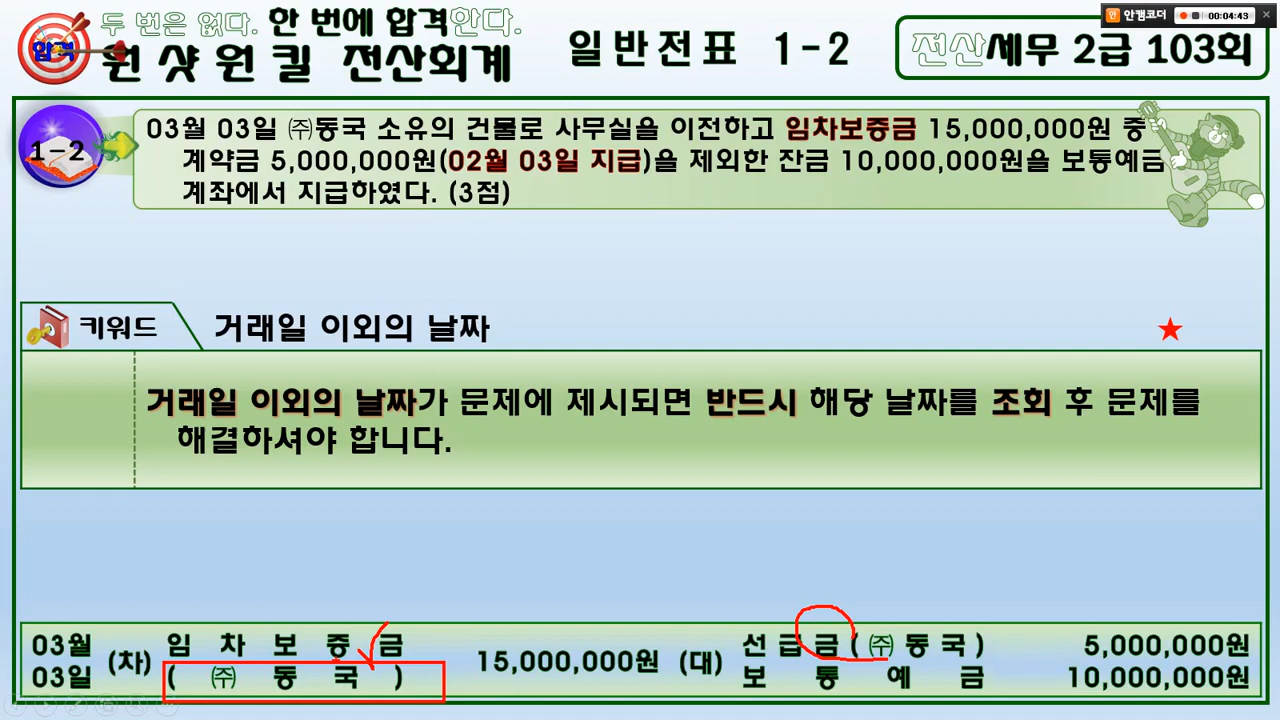 두 번은 없다. 한 번에 합격한다.
합격
원 샷 원 킬 전산회계
일반전표 1-2
안캠코더
00:04:43
전산세무 2급 103회
1-2
03월 03일 ㈜동국 소유의 건물로 사무실을 이전하고 임차보증금 15,000,000원 중
계약금 5,000,000원(02월 03일 지급)을 제외한 잔금 10,000,000원을 보통예금
계좌에서 지급하였다. (3점)
키워드
거래일 이외의 날짜
거래일 이외의 날짜가 문제에 제시되면 반드시 해당 날짜를 조회 후 문제를
해결하셔야 합니다.
03월 임 차 보 증 금 선급금(㈜동국) 5,000,000원
(차) 15,000,000원 (대)
03일 ( ㈜ 동 국 ) 보 통 예 금 10,000,000원